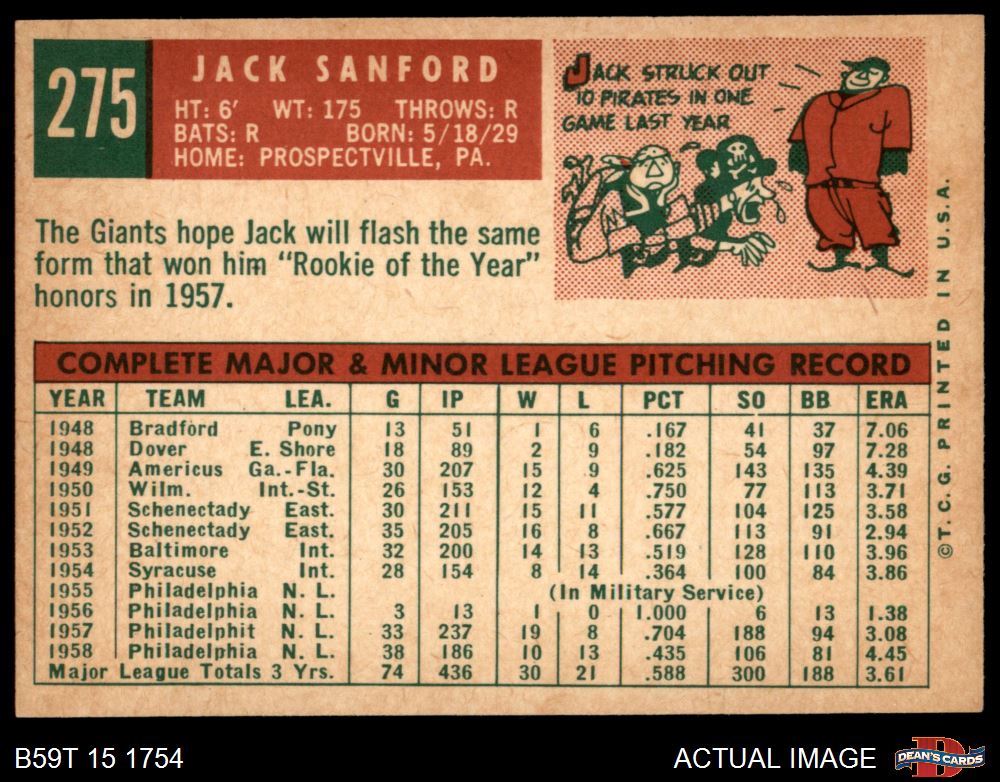 275
JACK SANFORD
HT: 6' WT: 175 THROWS: R
BATS: R BORN: 5/18/29
HOME: PROSPECTVILLE, PA.
JACK STRUCK OUT
10 PIRATES IN ONE
GAME LAST YEAR
The Giants hope Jack will flash the same
form that won him "Rookie of the Year"
honors in 1957.
COMPLETE MAJOR & MINOR LEAGUE PITCHING RECORD
YEAR TEAM LEA. G IP W L PCT SO BB ERA
1948 Bradford Pony 13 51 1 6 .167 41 37 7.06
1948 Dover E. Shore 18 89 2 9 .182 54 97 7.28
1949 Americus Ga.-Fla. 30 207 15 9 .625 143 135 4.39
1950 Wilm. Int.-St. 26 153 12 4 .750 77 113 3.71
1951 Schenectady East. 30 211 15 11 .577 104 125 3.58
1952 Schenectady East. 35 205 16 8 .667 113 91 2.94
1953 Baltimore Int. 32 200 14 13 .519 128 110 3.96
1954 Syracuse Int. 28 154 8 14 .364 100 84 3.86
1955 Philadelphia N. L. (In Military Service)
1956 Philadelphia N. L. 3 13 1 0 1.000 6 13 1.38
1957 Philadelphit N. L. 33 237 19 8 .704 188 94 3.08
1958 Philadelphia N. L. 38 186 10 13 .435 106 81 4.45
Major League Totals 3 Yrs. 74 436 30 21 .588 300 188 3.61
© T. C. G. PRINTED IN U.S.A.
B59T 15 1754
ACTUAL IMAGE
DEAN'S CARDS